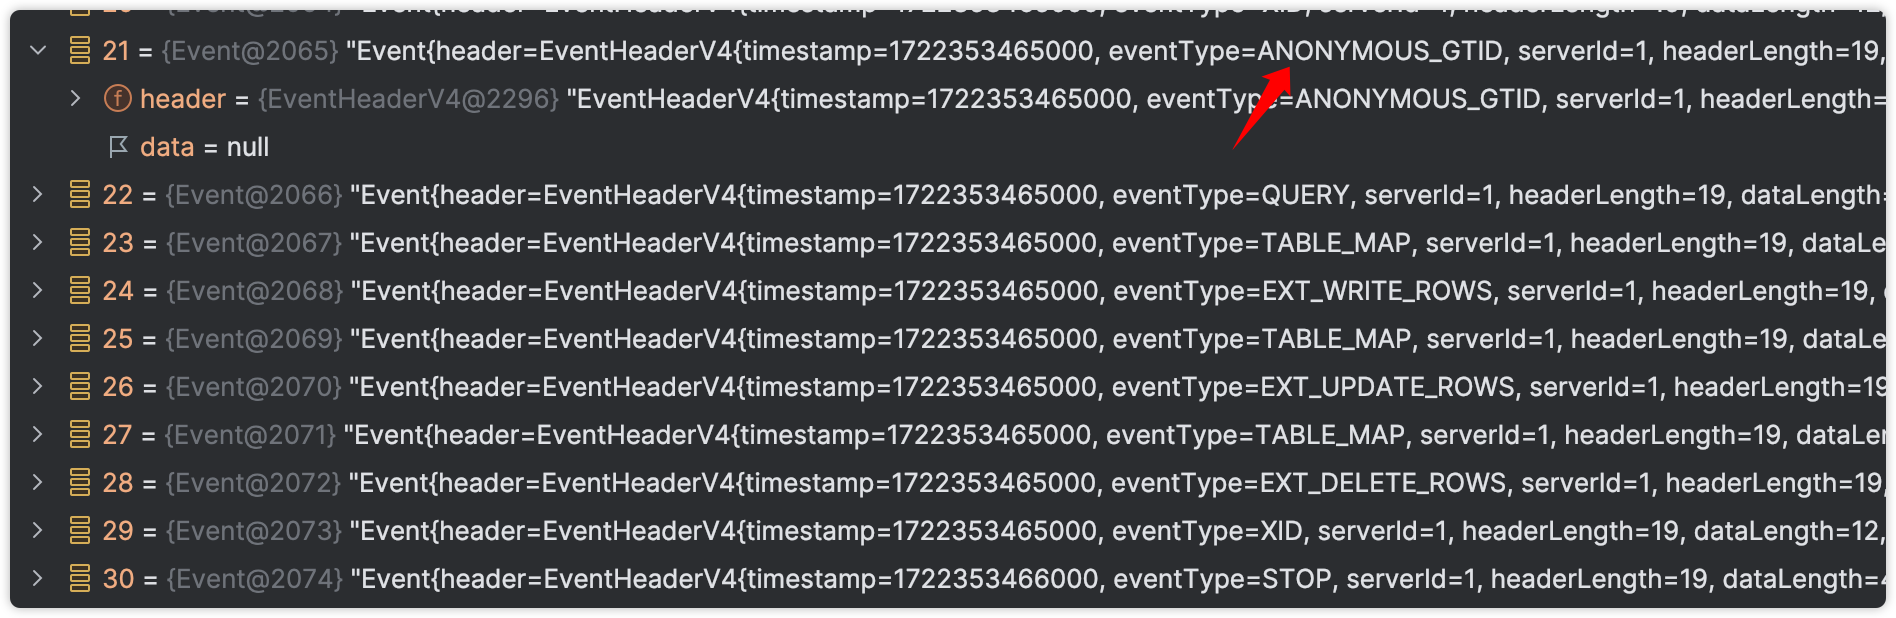 21 = {Event@2065} "Event{header=EventHeaderV4{timestamp=1722353465000, eventType=ANONYMOUS_GTID, serverId=1, headerLength=19,
header = {EventHeaderV4@2296} "EventHeaderV4{timestamp=1722353465000, eventType=ANONYMOUS_GTID, serverId=1, headerLength=
data = null
22 = {Event@2066} "Event{header=EventHeaderV4{timestamp=1722353465000, eventType=QUERY, serverId=1, headerLength=19, dataLength=
23 = {Event@2067} "Event{header=EventHeaderV4{timestamp=1722353465000, eventType=TABLE_MAP, serverId=1, headerLength=19, dataLe
24 = {Event@2068} "Event{header=EventHeaderV4{timestamp=1722353465000, eventType=EXT_WRITE_ROWS, serverId=1, headerLength=19,
25 = {Event@2069} "Event{header=EventHeaderV4{timestamp=1722353465000, eventType=TABLE_MAP, serverId=1, headerLength=19, dataLe
26 = {Event@2070} "Event{header=EventHeaderV4{timestamp=1722353465000, eventType=EXT_UPDATE_ROWS, serverId=1, headerLength=19
27 = {Event@2071} "Event{header=EventHeaderV4{timestamp=1722353465000, eventType=TABLE_MAP, serverId=1, headerLength=19, dataLe
28 = {Event@2072} "Event{header=EventHeaderV4{timestamp=1722353465000, eventType=EXT_DELETE_ROWS, serverId=1, headerLength=19,
29 = {Event@2073} "Event{header=EventHeaderV4{timestamp=1722353465000, eventType=XID, serverId=1, headerLength=19, dataLength=12,
30 = {Event@2074} "Event{header=EventHeaderV4{timestamp=1722353466000, eventType=STOP, serverId=1, headerLength=19, dataLength=4